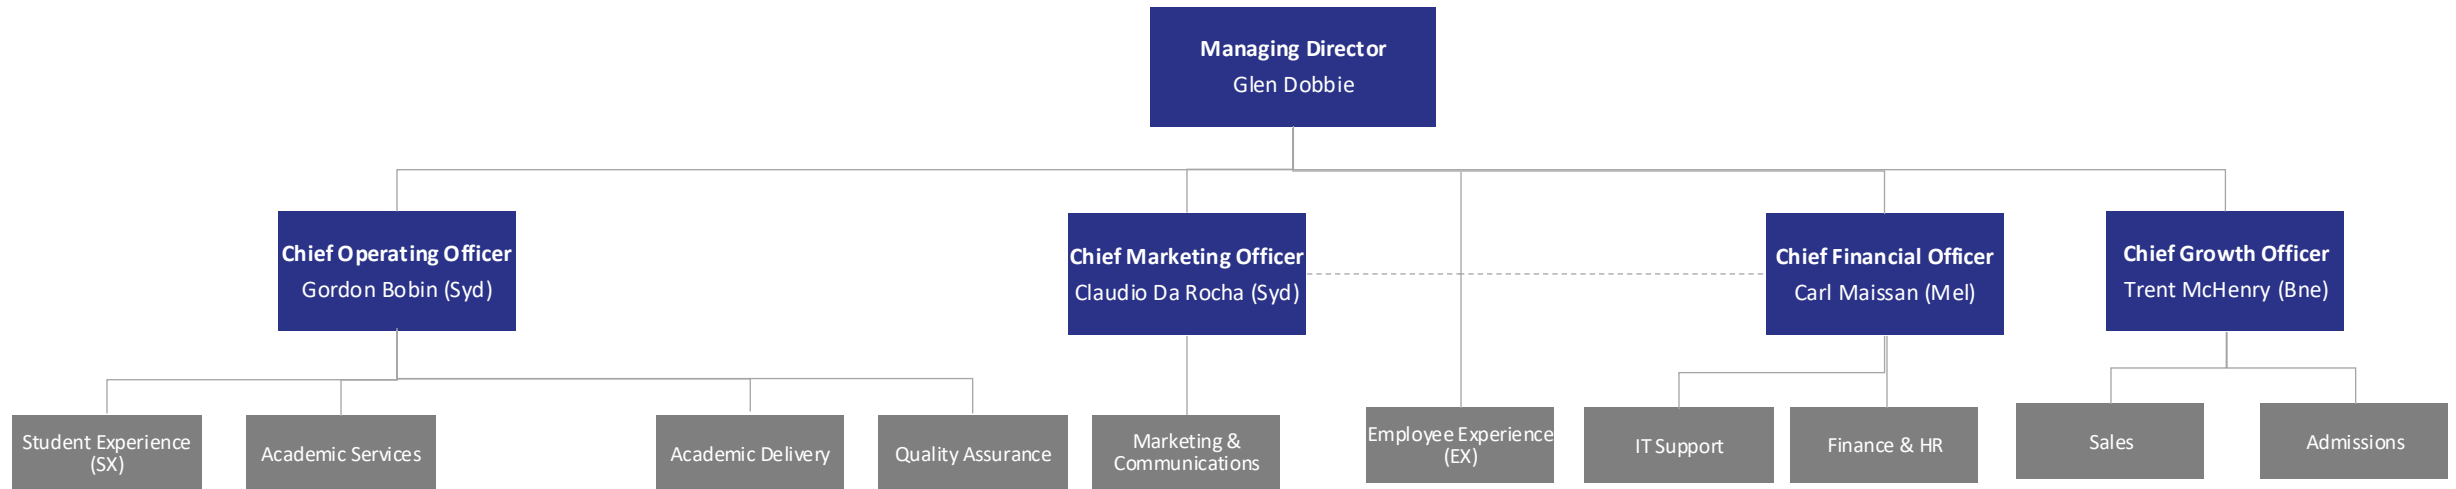 Managing Director
Glen Dobbie
Chief Operating Officer
Gordon Bobin (Syd)
Chief Marketing Officer
Claudio Da Rocha (Syd)
Chief Financial Officer
Carl Maissan (Mel)
Chief Growth Officer
Trent McHenry (Bne)
Student Experience
(SX)
Academic Services
Academic Delivery
Quality Assurance
Marketing &
Communications
Employee Experience
(EX)
IT Support
Finance & HR
Sales
Admissions